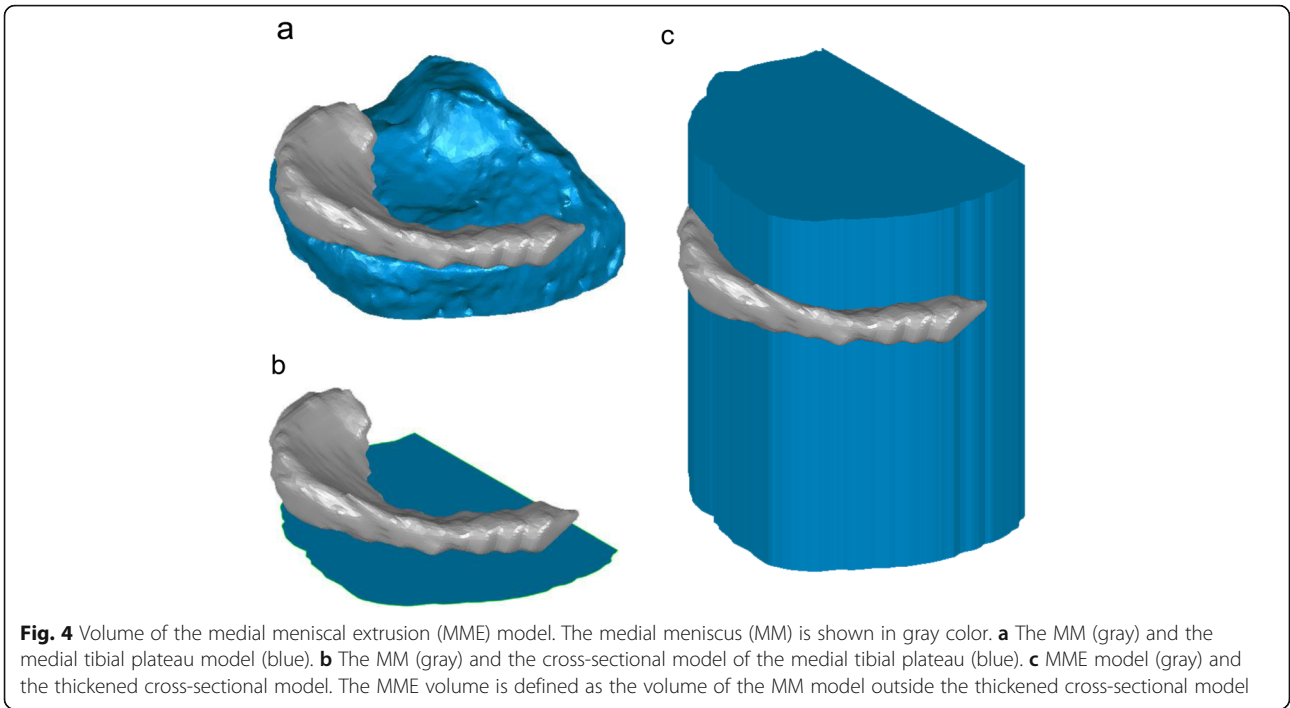 a
c
b
Fig. 4 Volume of the medial meniscal extrusion (MME) model. The medial meniscus (MM) is shown in gray color. a The MM (gray) and the
medial tibial plateau model (blue). b The MM (gray) and the cross-sectional model of the medial tibial plateau (blue). c MME model (gray) and
the thickened cross-sectional model. The MME volume is defined as the volume of the MM model outside the thickened cross-sectional model